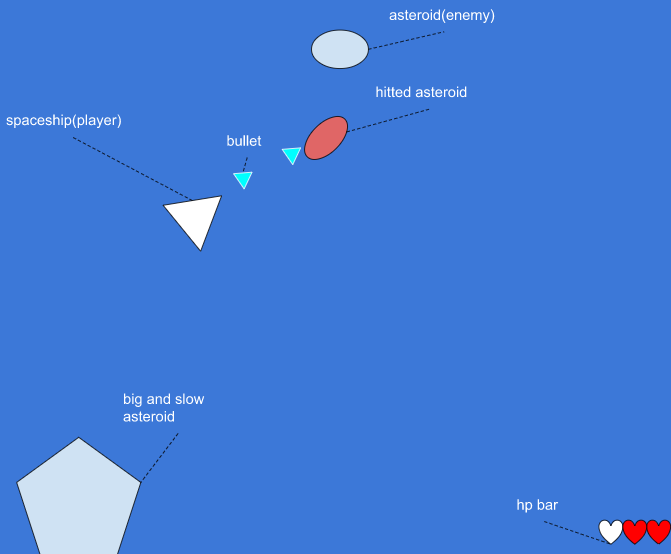 asteroid(enemy)
hitted asteroid
spaceship(player)
bullet
big and slow
asteroid
hp bar